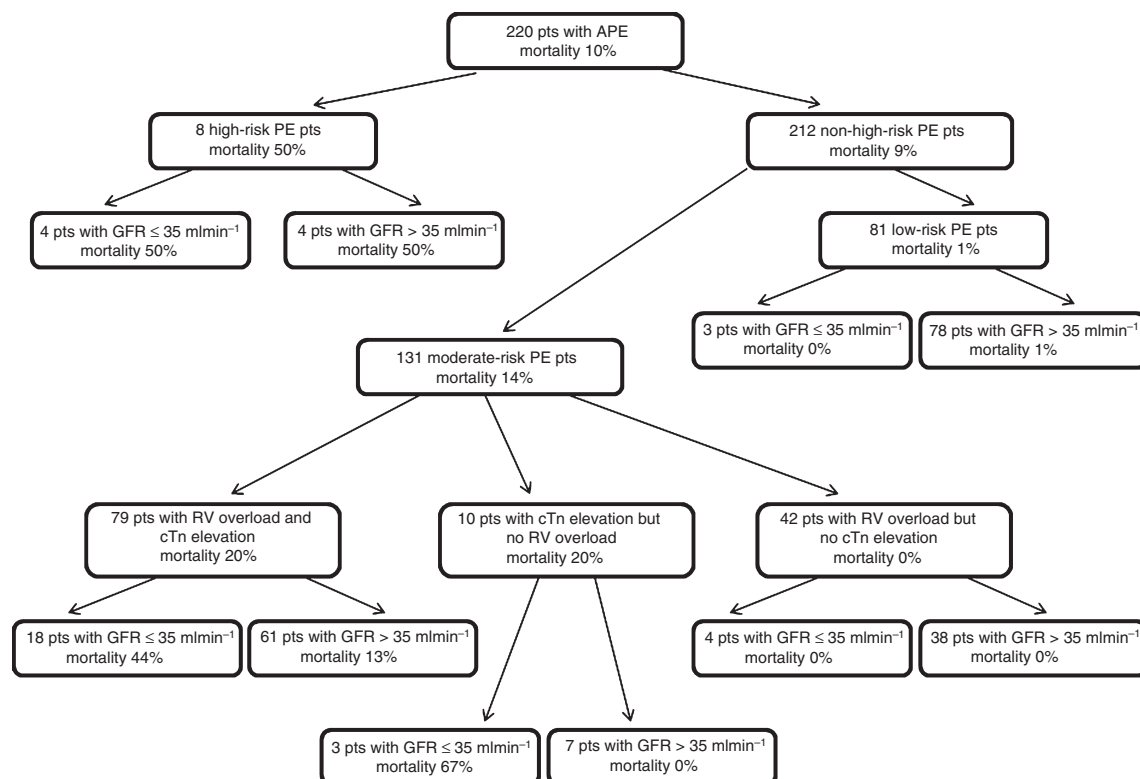 220 pts with APE
mortality 10%
8 high-risk PE pts
mortality 50%
212 non-high-risk PE pts
mortality 9%
4 pts with GFR ≤ 35 mlmin⁻¹
mortality 50%
4 pts with GFR > 35 mlmin⁻¹
mortality 50%
81 low-risk PE pts
mortality 1%
3 pts with GFR ≤ 35 mlmin⁻¹
mortality 0%
78 pts with GFR > 35 mlmin⁻¹
mortality 1%
131 moderate-risk PE pts
mortality 14%
79 pts with RV overload and
cTn elevation
mortality 20%
10 pts with cTn elevation but
no RV overload
mortality 20%
42 pts with RV overload but
no cTn elevation
mortality 0%
18 pts with GFR ≤ 35 mlmin⁻¹
mortality 44%
61 pts with GFR > 35 mlmin⁻¹
mortality 13%
4 pts with GFR ≤ 35 mlmin⁻¹
mortality 0%
38 pts with GFR > 35 mlmin⁻¹
mortality 0%
3 pts with GFR ≤ 35 mlmin⁻¹
mortality 67%
7 pts with GFR > 35 mlmin⁻¹
mortality 0%